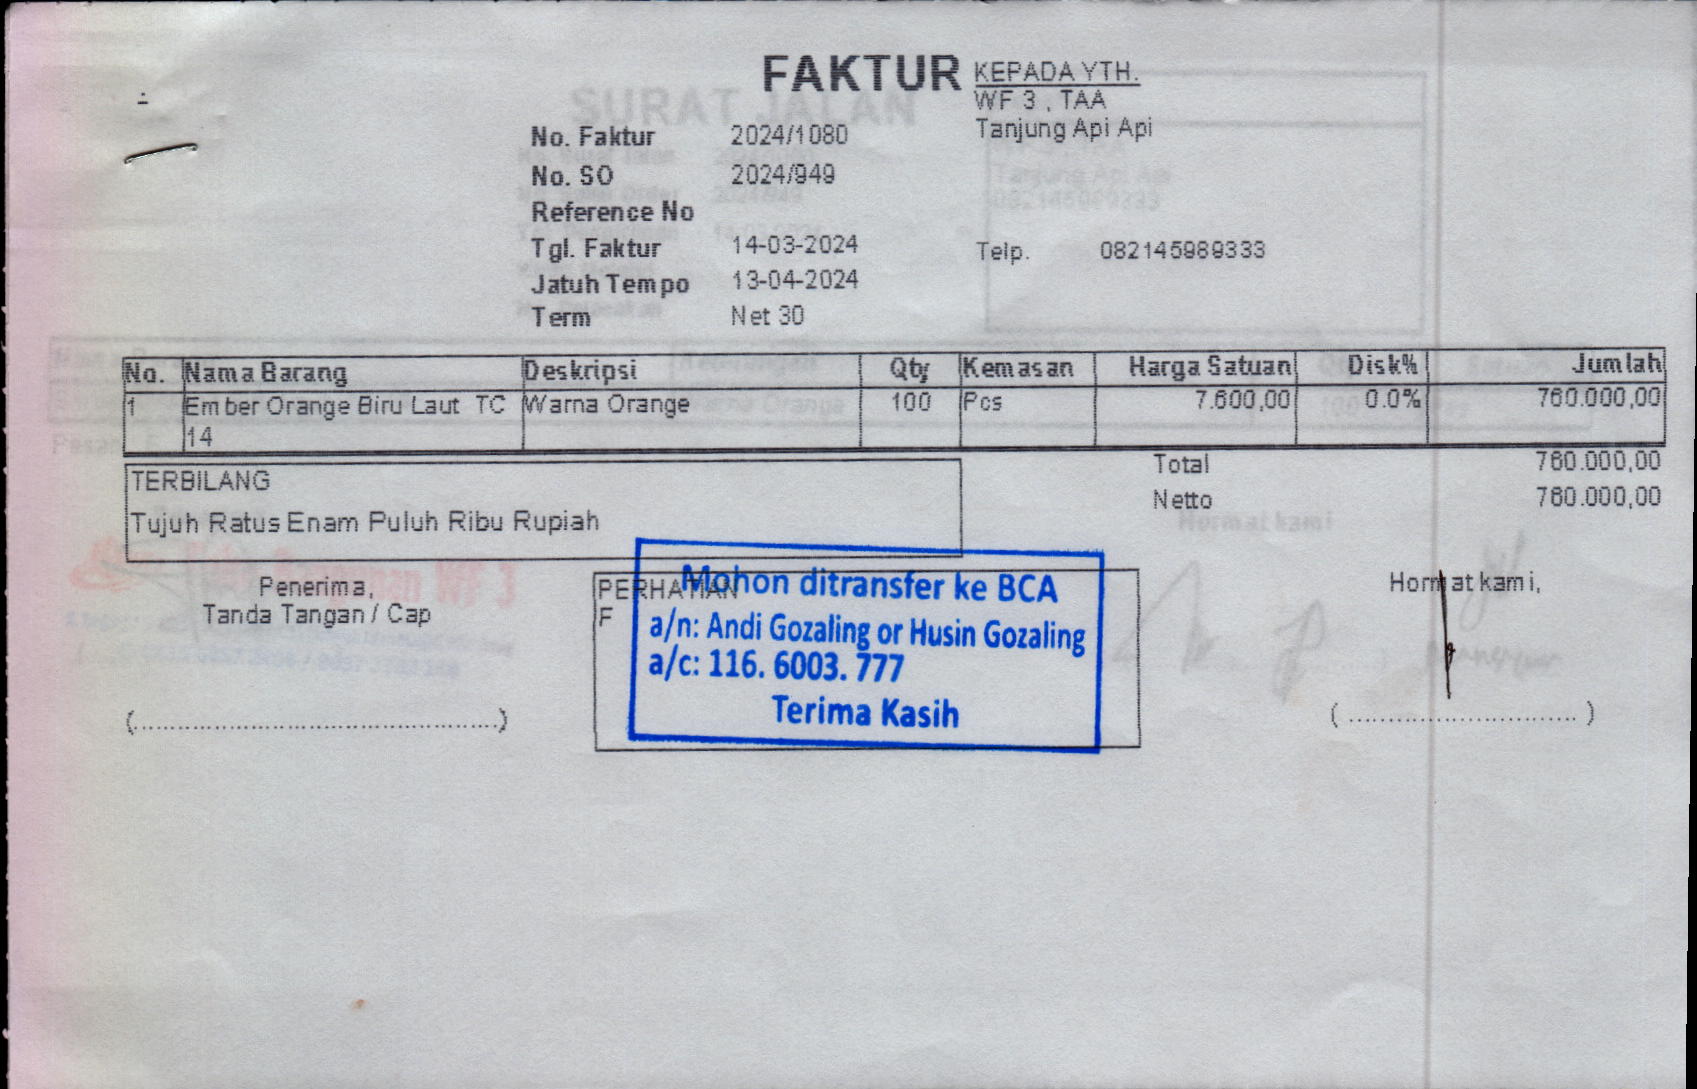 FAKTUR
KEPADA YTH.
WF 3 , TAA
Tanjung Api Api
No. Faktur 2024/1080
No. SO 2024/949
Reference No
Tgl. Faktur 14-03-2024
Telp. 082145989333
Jatuh Tempo 13-04-2024
Term Net 30
No. Nama Barang Deskripsi Qty Kemasan Harga Satuan Disk% Jumlah
1 Ember Orange Biru Laut TC Warna Orange 100 Pcs 7.600,00 0.0% 760.000,00
14
Total 760.000,00
Netto 760.000,00
TERBILANG
Tujuh Ratus Enam Puluh Ribu Rupiah
Penerima,
Tanda Tangan / Cap
(............................................)
PERHATIAN
F
Mohon ditransfer ke BCA
a/n: Andi Gozaling or Husin Gozaling
a/c: 116. 6003. 777
Terima Kasih
Hormat kami,
( ............................ )
SURAT JALAN
Hormat kami